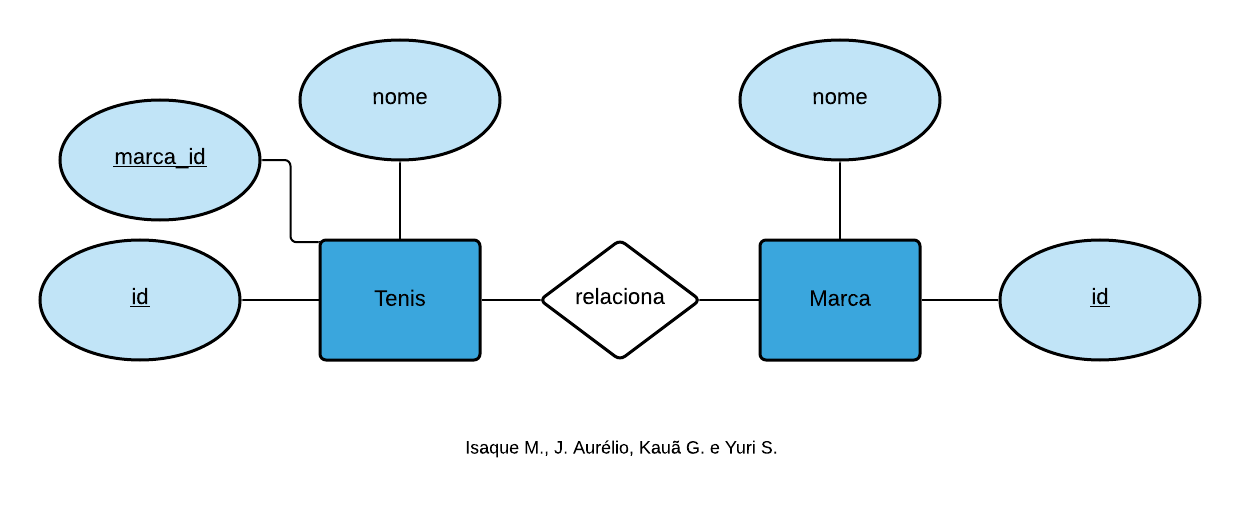 nome
nome
marca_id
id
Tenis
relaciona
Marca
id
Isaque M., J. Aurélio, Kauã G. e Yuri S.